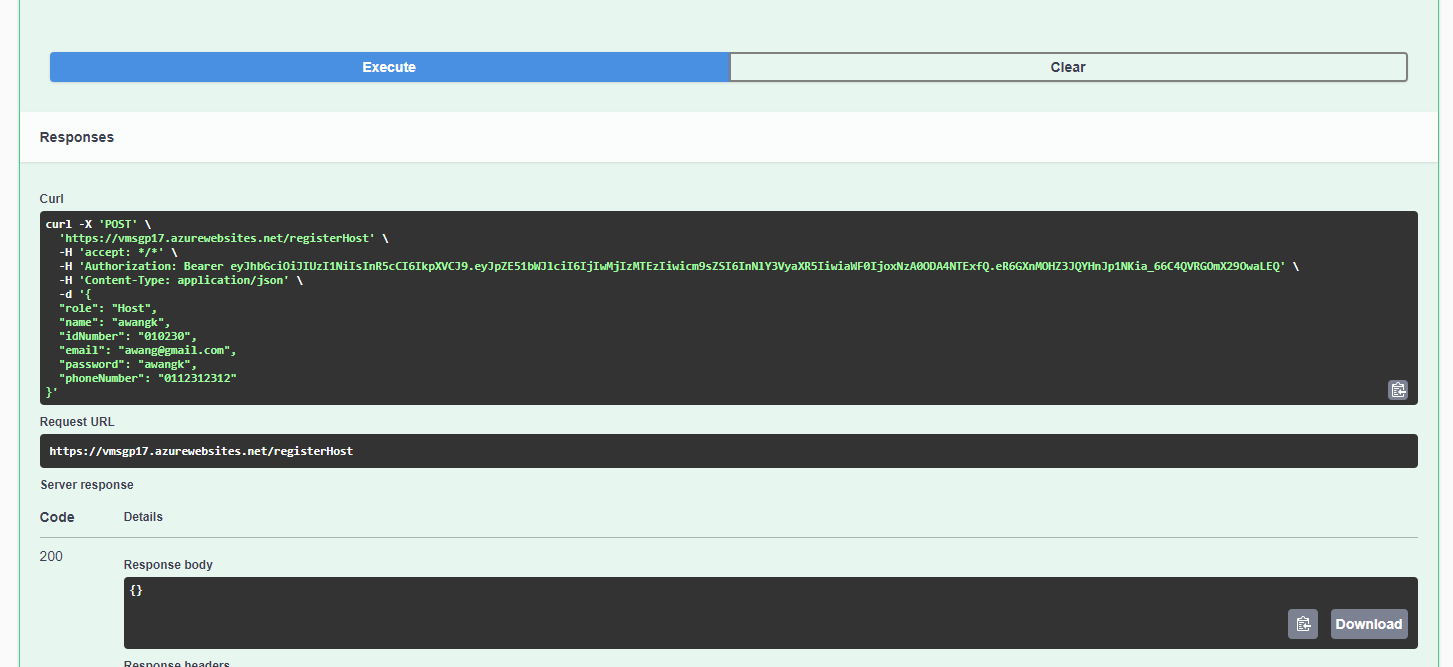 Execute
Clear
Responses
Curl
curl -X 'POST' \
'https://vmsgp17.azurewebsites.net/registerHost' \
-H 'accept: */*' \
-H 'Authorization: Bearer eyJhbGciOiJIUzI1NiIsInR5cCI6IkpXVCJ9.eyJpZE51bWJlciI6IjIwMjIzMTEzIiwicm9sZSI6InNlY3VyaXR5IiwiaWF0IjoxNzA0ODA4NTExfQ.eR6GXnMOHZ3JQYHnJp1NKia_66C4QVRGOmX29OwaLEQ' \
-H 'Content-Type: application/json' \
-d '{
"role": "Host",
"name": "awangk",
"idNumber": "010230",
"email": "awang@gmail.com",
"password": "awangk",
"phoneNumber": "0112312312"
}'
Request URL
https://vmsgp17.azurewebsites.net/registerHost
Server response
Code Details
200
Response body
{}
Download
Response headers